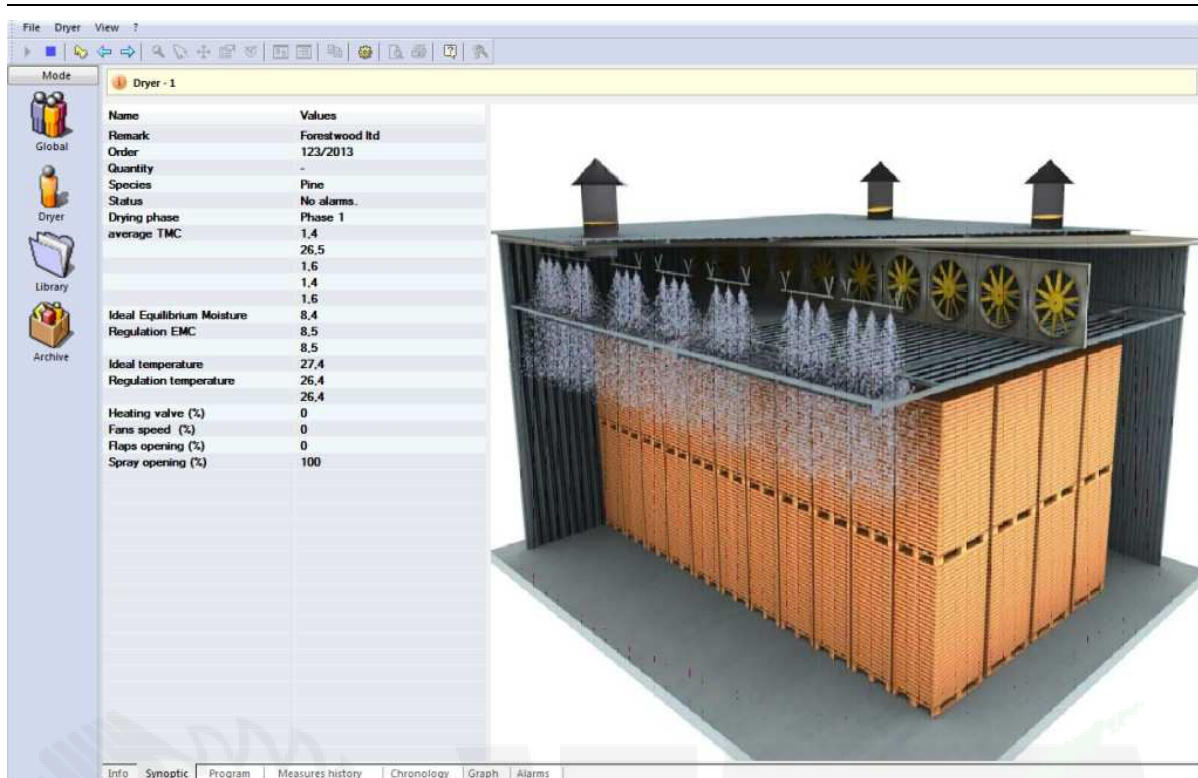 File Dryer View ?
Mode
Global
Dryer
Library
Archive
Dryer - 1
Name Values
Remark Forestwood ltd
Order 123/2013
Quantity -
Species Pine
Status No alarms.
Drying phase Phase 1
average TMC 1,4
26,5
1,6
1,4
1,6
Ideal Equilibrium Moisture 8,4
Regulation EMC 8,5
8,5
Ideal temperature 27,4
Regulation temperature 26,4
26,4
Heating valve (%) 0
Fans speed (%) 0
Flaps opening (%) 0
Spray opening (%) 100
Info Synoptic Program Measures history Chronology Graph Alarms